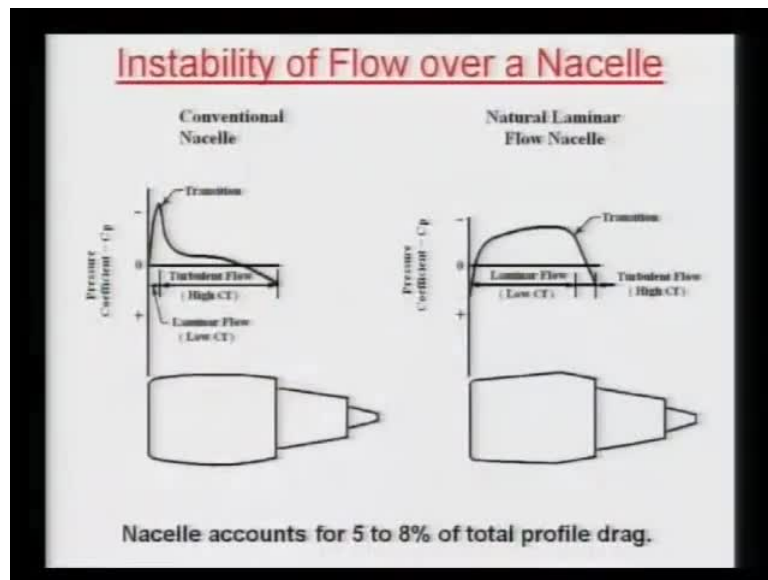 Instability of Flow over a Nacelle
Conventional
Nacelle
Transition
−
0
+
Pressure
Coefficient - Cp
Turbulent Flow
(High Cf)
Laminar Flow
(Low Cf)
Natural Laminar
Flow Nacelle
Transition
−
0
+
Pressure
Coefficient - Cp
Laminar Flow
(Low Cf)
Turbulent Flow
(High Cf)
Nacelle accounts for 5 to 8% of total profile drag.